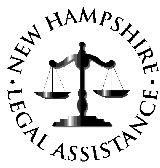 • NEW HAMPSHIRE •
LEGAL ASSISTANCE